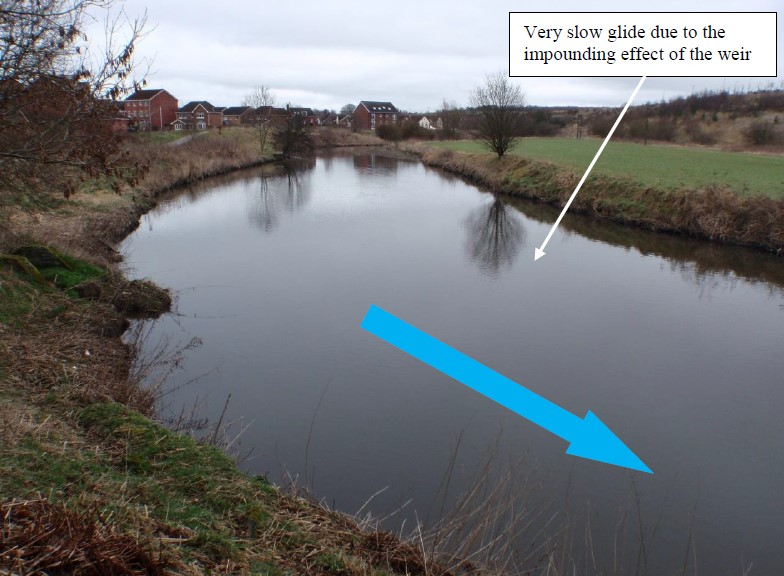 Very slow glide due to the
impounding effect of the weir